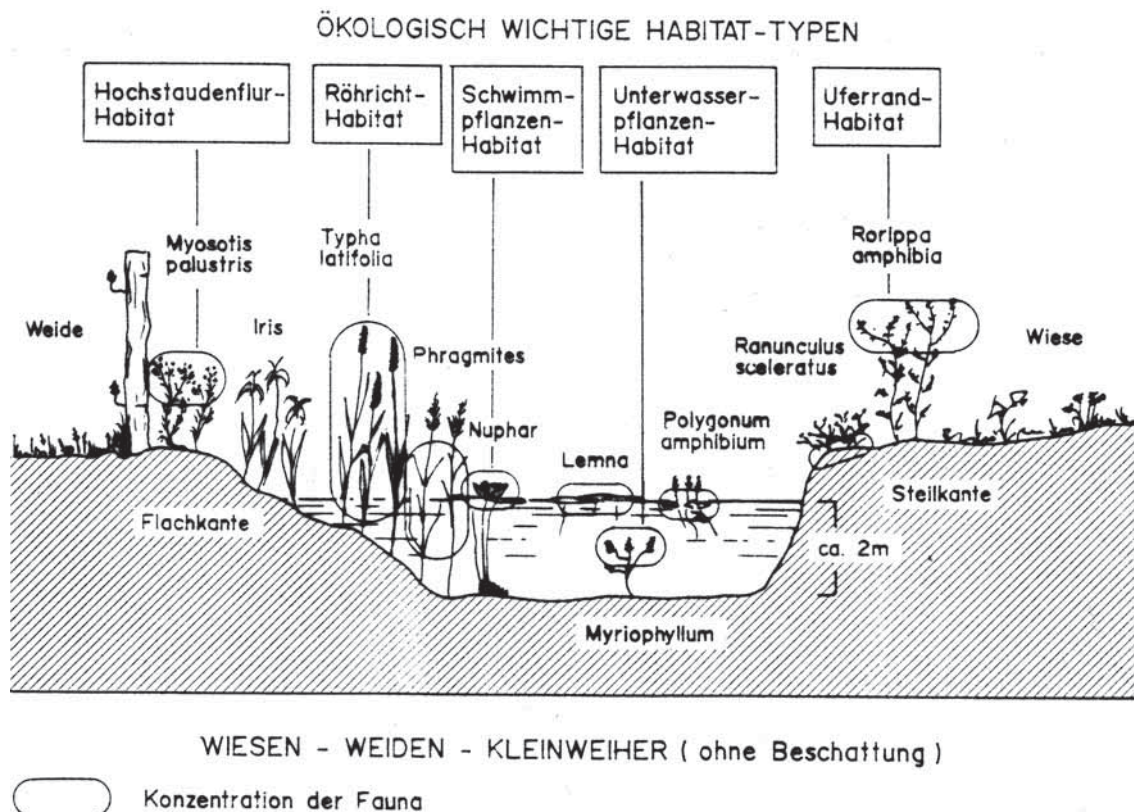 ÖKOLOGISCH WICHTIGE HABITAT-TYPEN
Hochstaudenflur-
Habitat
Röhricht-
Habitat
Schwimm-
pflanzen-
Habitat
Unterwasser-
pflanzen-
Habitat
Uferrand-
Habitat
Myosotis
palustris
Typha
latifolia
Rorippa
amphibia
Weide
Iris
Phragmites
Ranunculus
sceleratus
Wiese
Nuphar
Polygonum
amphibium
Lemna
Flachkante
Steilkante
ca. 2m
Myriophyllum
WIESEN - WEIDEN - KLEINWEIHER ( ohne Beschattung )
Konzentration der Fauna